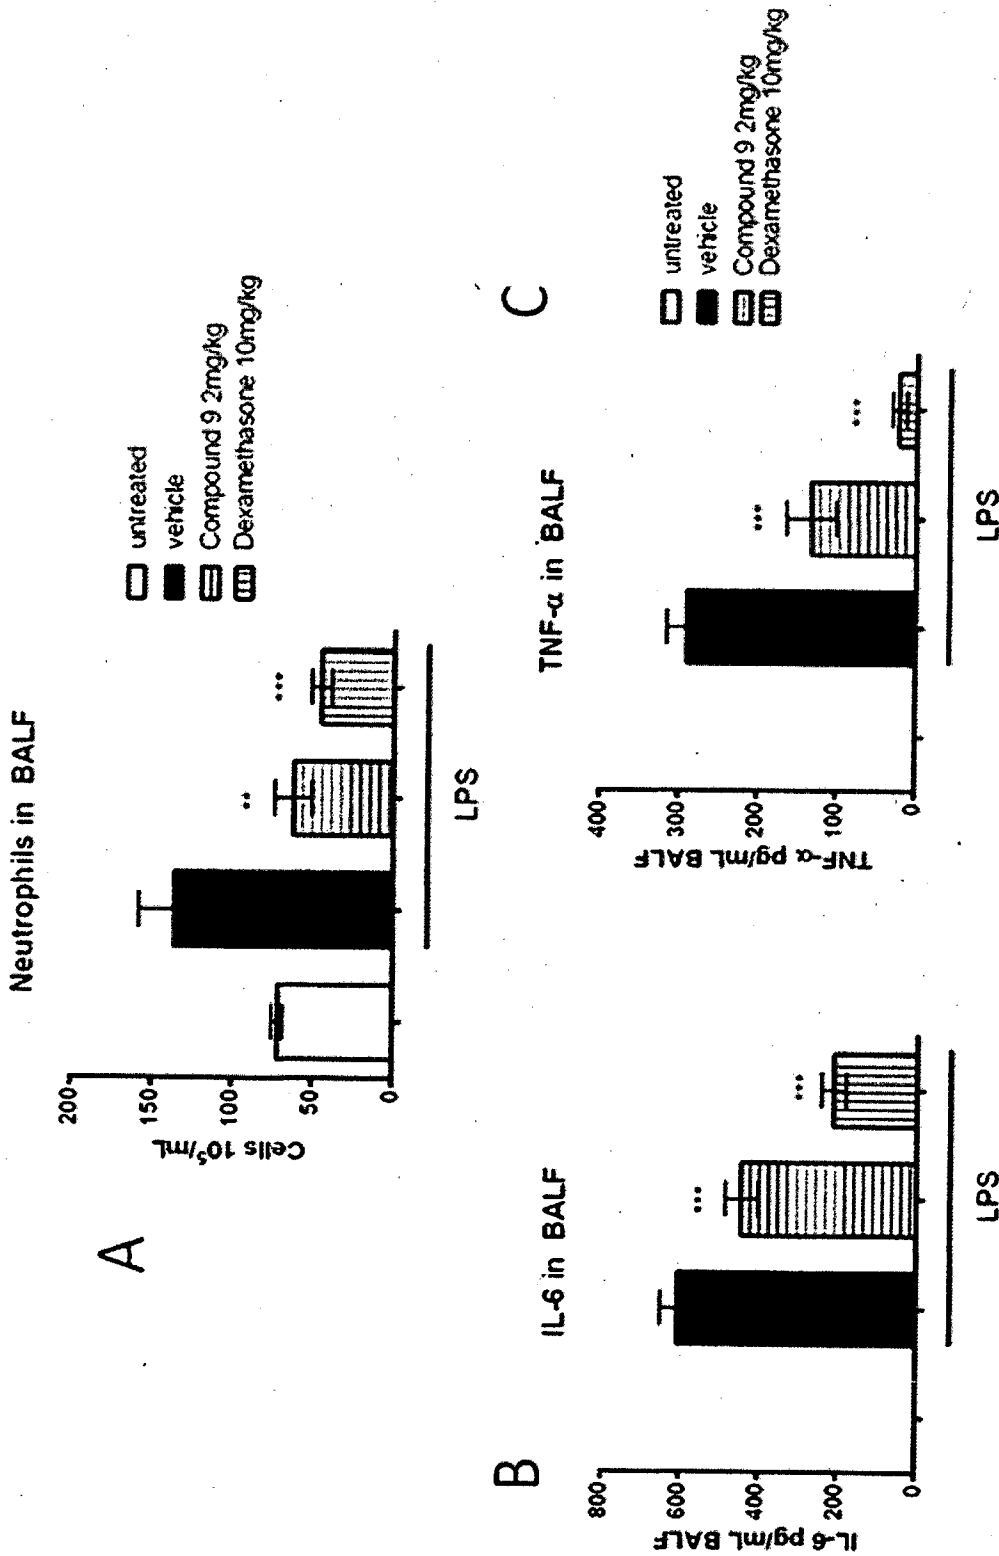 A
Neutrophils in BALF
Cells 10⁵/mL
200
150
100
50
0
**
***
LPS
untreated
vehicle
Compound 9 2mg/kg
Dexamethasone 10mg/kg
B
IL-6 in BALF
IL-6 pg/mL BALF
800
600
400
200
0
***
***
LPS
C
TNF-α in BALF
TNF-α pg/mL BALF
400
300
200
100
0
***
***
LPS
untreated
vehicle
Compound 9 2mg/kg
Dexamethasone 10mg/kg